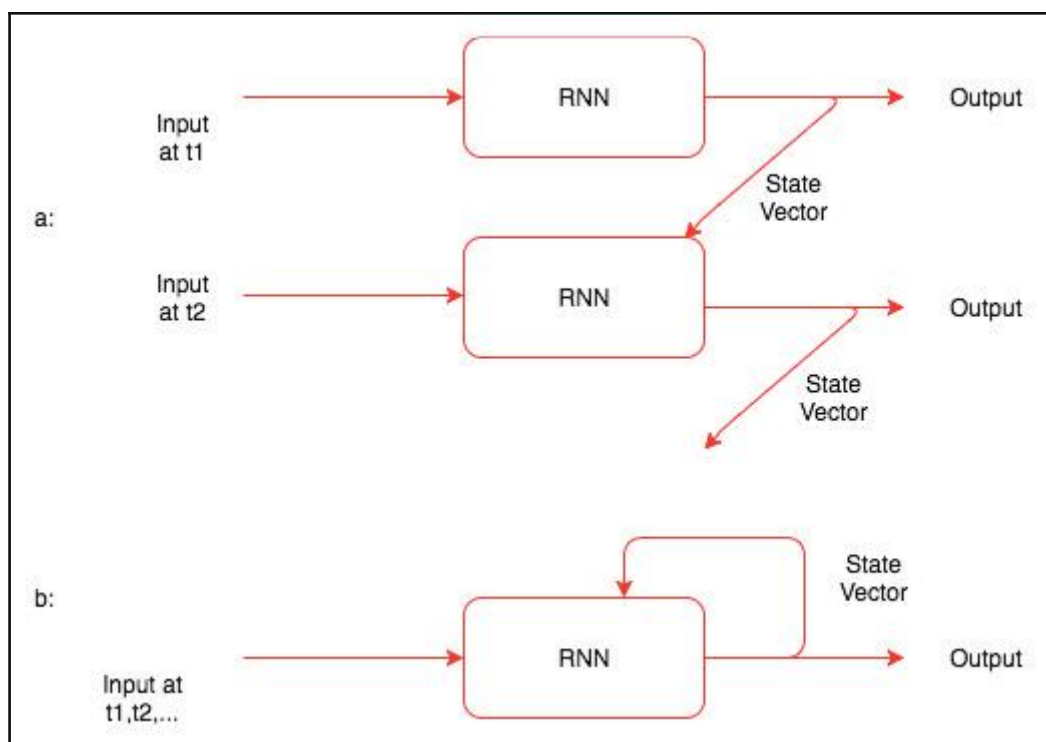 RNN
Output
Input
at t1
State
Vector
a:
Input
at t2
RNN
Output
State
Vector
State
Vector
b:
RNN
Output
Input at
t1,t2,...